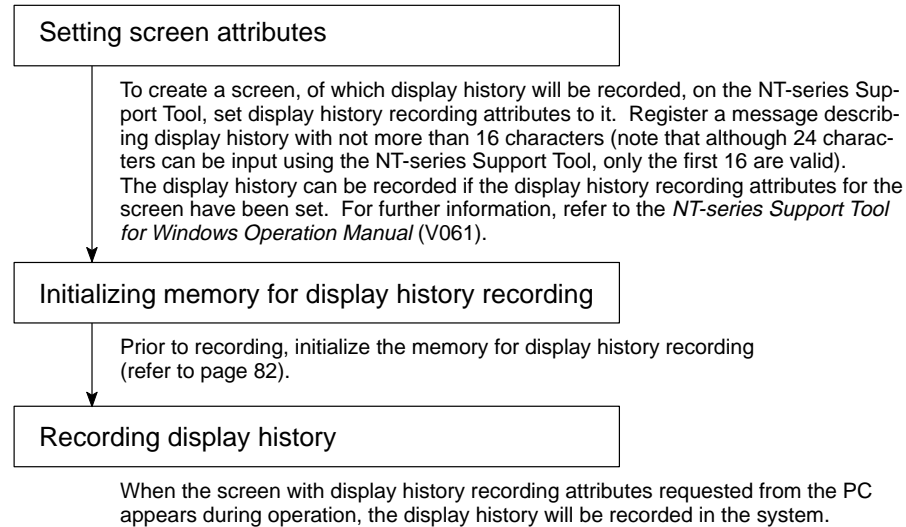 Setting screen attributes
To create a screen, of which display history will be recorded, on the NT-series Sup-
port Tool, set display history recording attributes to it.  Register a message describ-
ing display history with not more than 16 characters (note that although 24 charac-
ters can be input using the NT-series Support Tool, only the first 16 are valid).
The display history can be recorded if the display history recording attributes for the
screen have been set.  For further information, refer to the NT-series Support Tool
for Windows Operation Manual (V061).
Initializing memory for display history recording
Prior to recording, initialize the memory for display history recording
(refer to page 82).
Recording display history
When the screen with display history recording attributes requested from the PC
appears during operation, the display history will be recorded in the system.